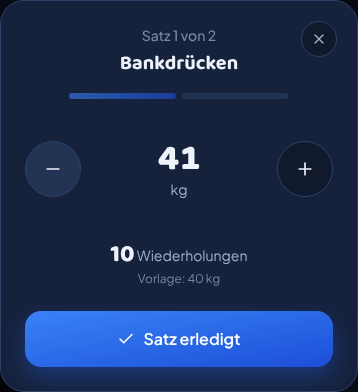 Satz 1 von 2
Bankdrücken
41
kg
10 Wiederholungen
Vorlage: 40 kg
Satz erledigt